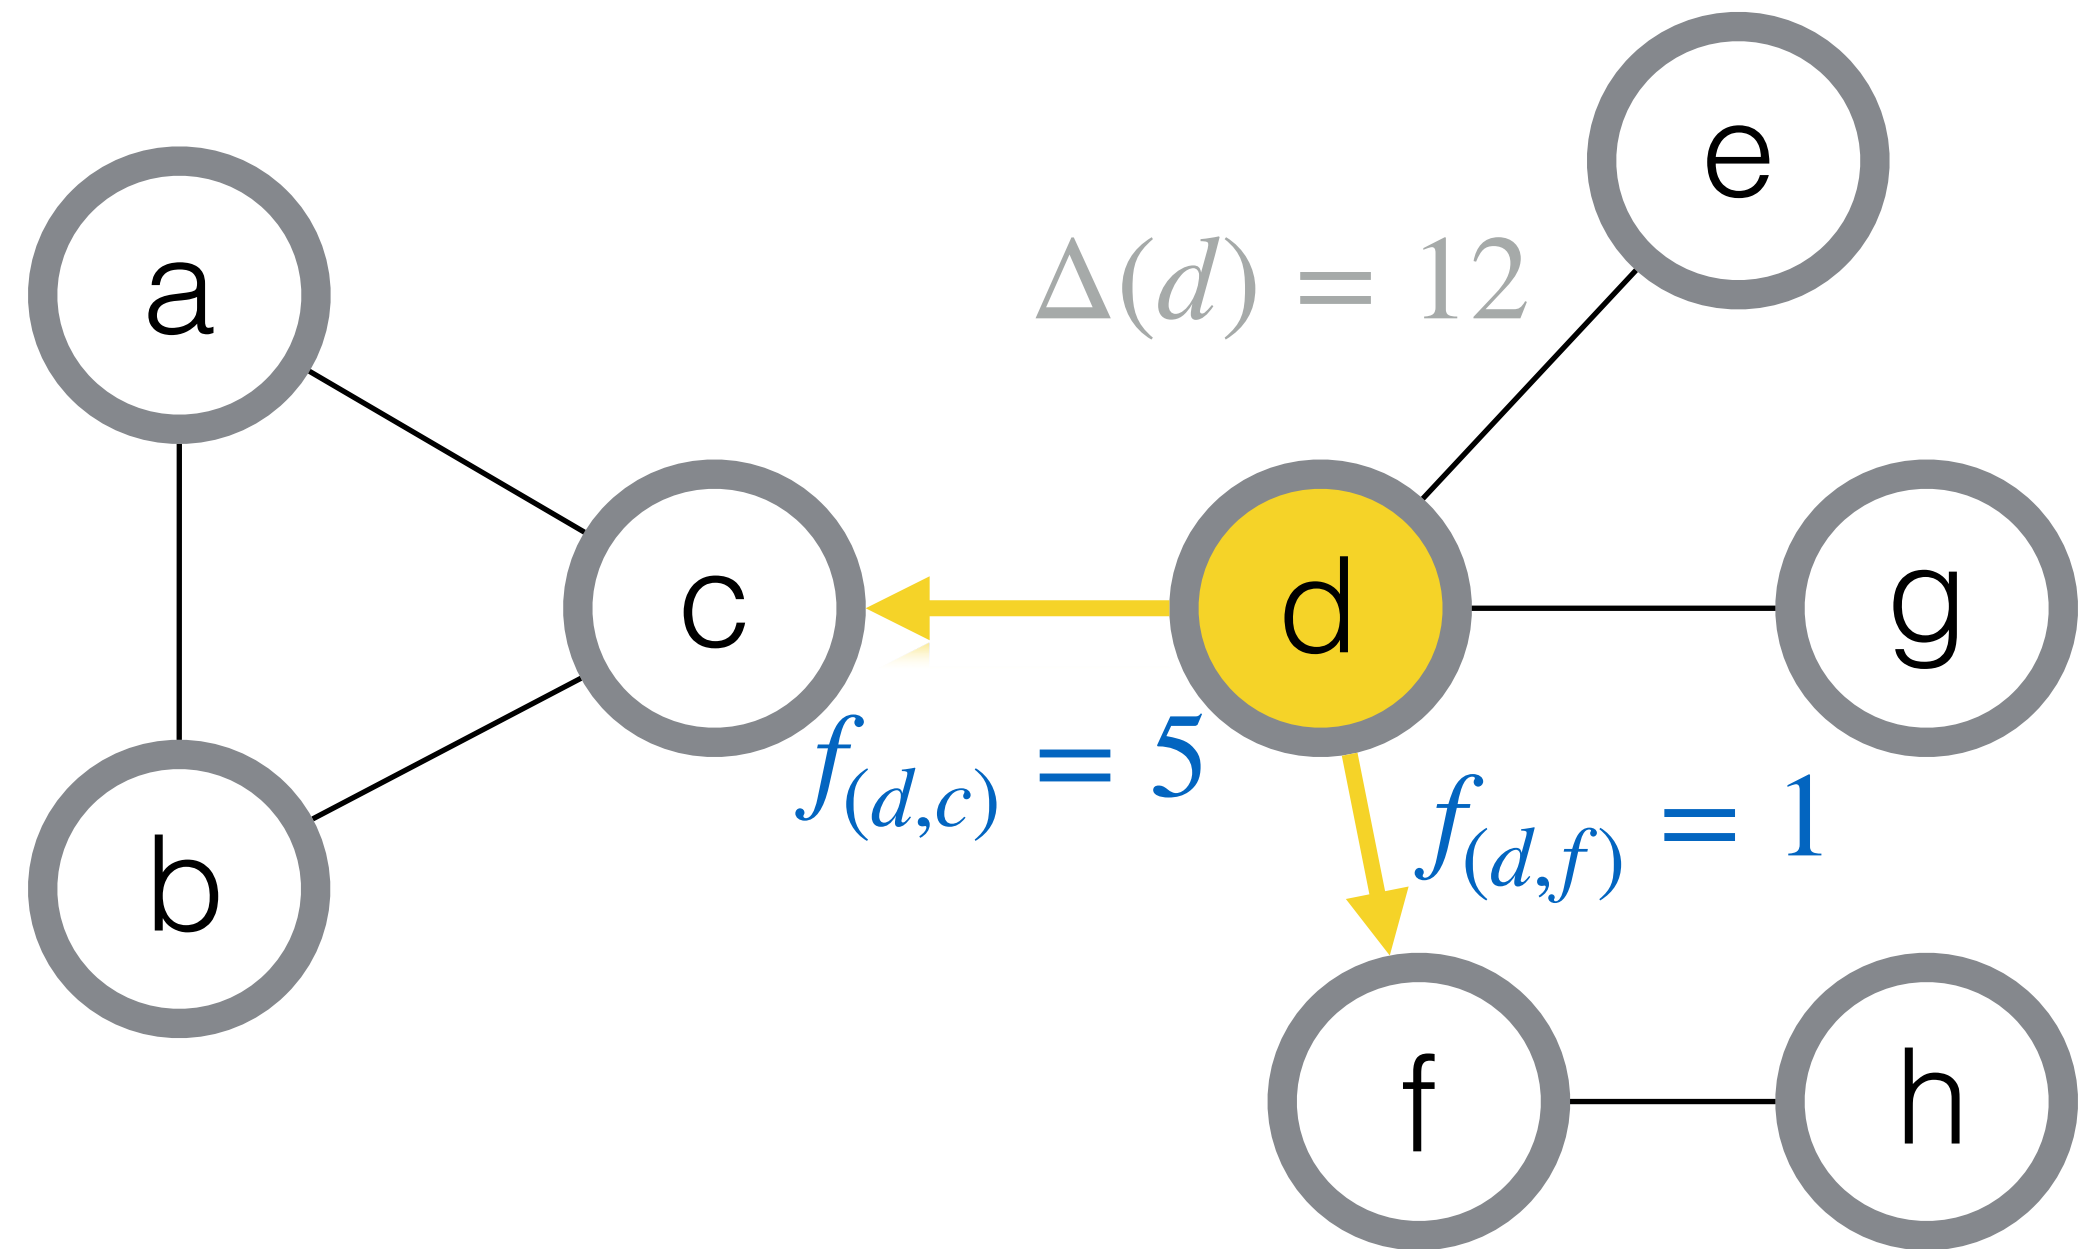 e
Δ(d) = 12
a
c
d
g
f(d,c) = 5
f(d,f) = 1
b
f
h